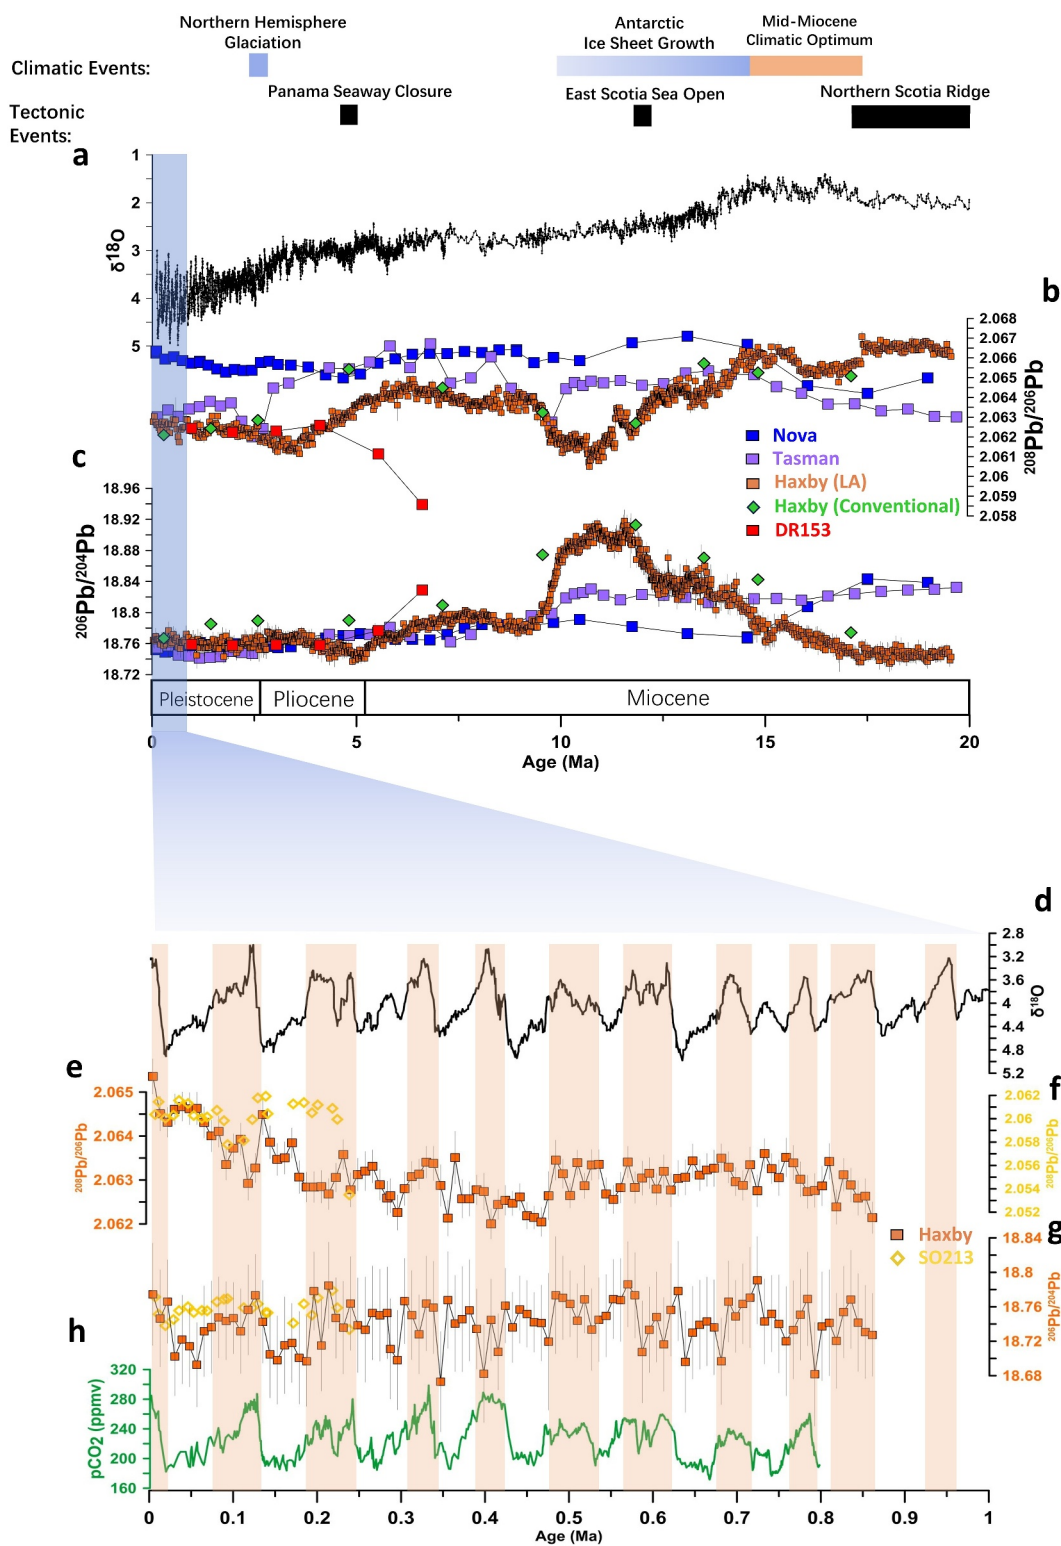 Northern Hemisphere
Glaciation
Antarctic
Ice Sheet Growth
Mid-Miocene
Climatic Optimum
Climatic Events:
Panama Seaway Closure
East Scotia Sea Open
Northern Scotia Ridge
Tectonic
Events:
a
1
2
3
4
5
δ18O
b
2.068
2.067
2.066
2.065
2.064
2.063
2.062
2.061
2.06
2.059
2.058
208Pb/206Pb
Nova
Tasman
Haxby (LA)
Haxby (Conventional)
DR153
c
18.96
18.92
18.88
18.84
18.8
18.76
18.72
206Pb/204Pb
Pleistocene
Pliocene
Miocene
0
5
10
15
20
Age (Ma)
d
2.8
3.6
4
4.4
4.8
5.2
δ18O
e
2.065
2.064
2.063
2.062
208Pb/206Pb
f
2.062
2.06
2.058
2.056
2.054
2.052
208Pb/206Pb
Haxby
SO213
g
18.84
18.8
18.76
18.72
18.68
206Pb/204Pb
h
320
280
240
200
160
pCO2 (ppmv)
0
0.1
0.2
0.3
0.4
0.5
0.6
0.7
0.8
0.9
1
Age (Ma)